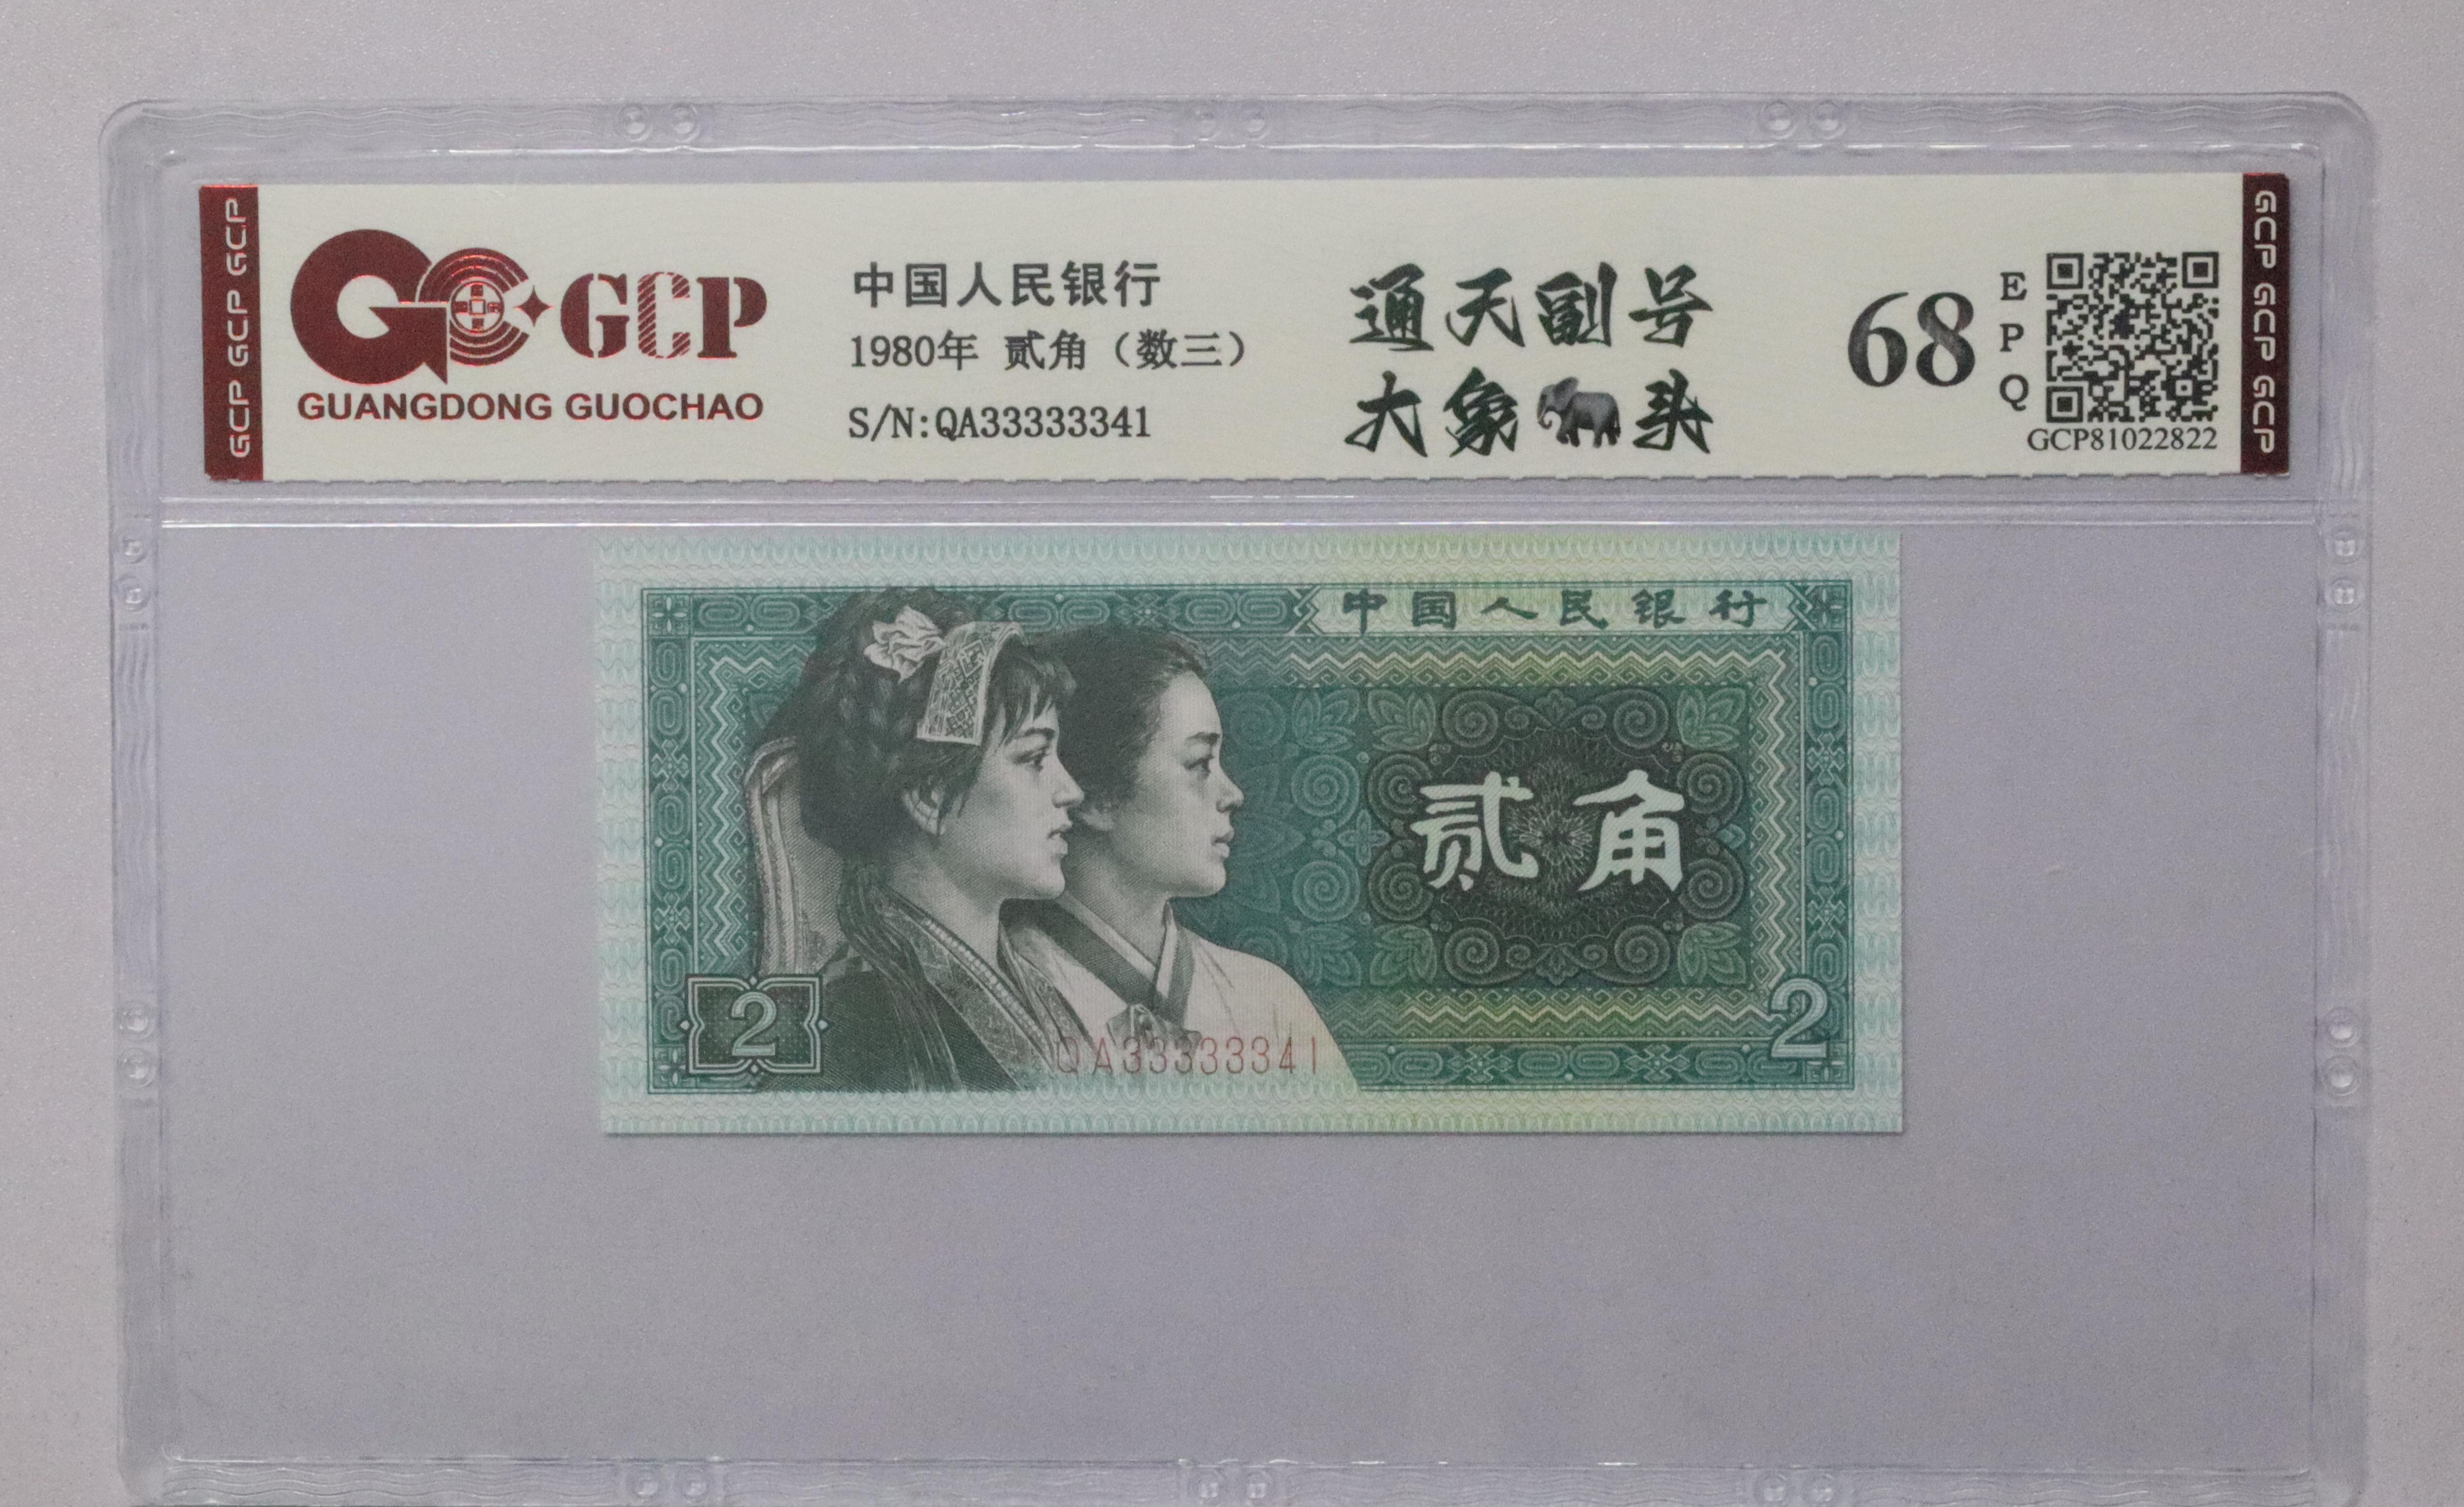 GCP GCP GCP
GCP
GUANGDONG GUOCHAO
中国人民银行
1980年 贰角（数三）
S/N:QA33333341
通天副号
大象头
68
E
P
Q
GCP81022822
GCP GCP GCP
中国人民银行
贰角
2
QA33333341
2